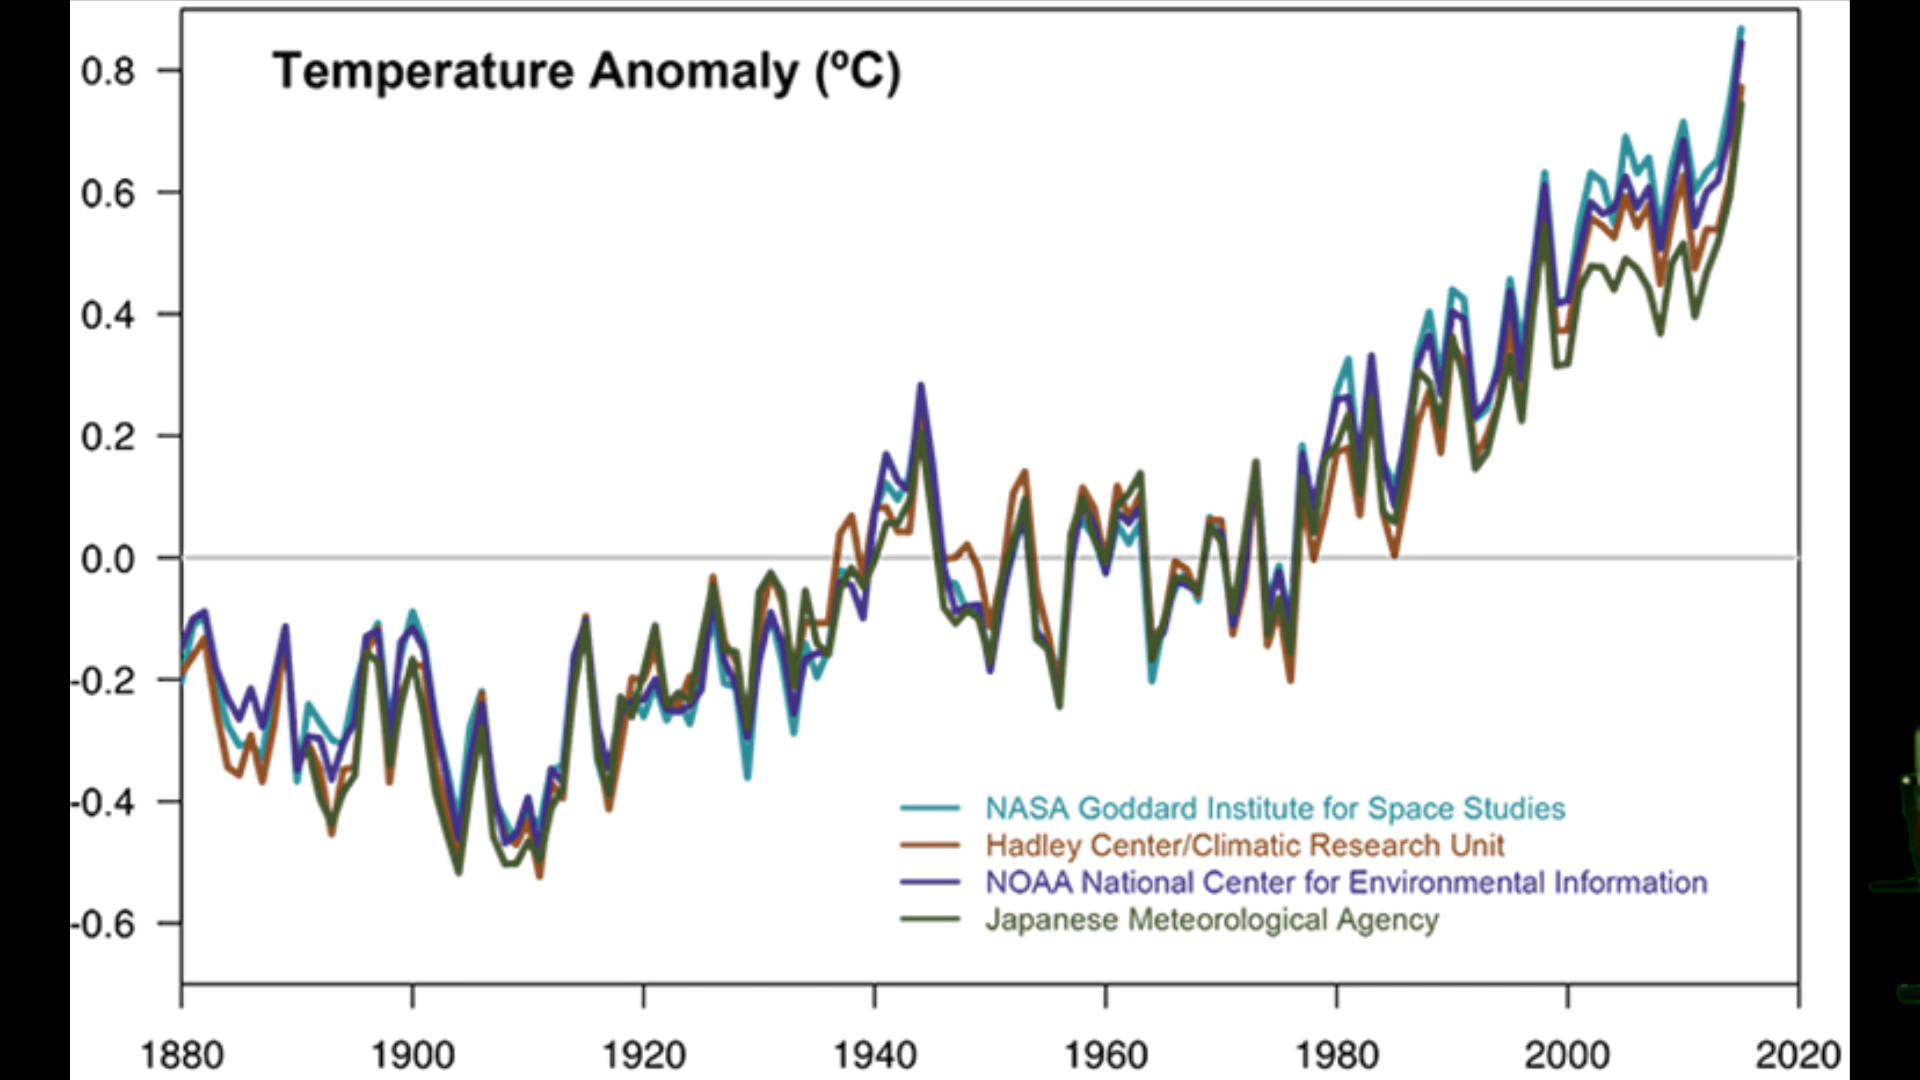 Temperature Anomaly (ºC)
0.8
0.6
0.4
0.2
0.0
-0.2
-0.4
-0.6
NASA Goddard Institute for Space Studies
Hadley Center/Climatic Research Unit
NOAA National Center for Environmental Information
Japanese Meteorological Agency
1880 1900 1920 1940 1960 1980 2000 2020